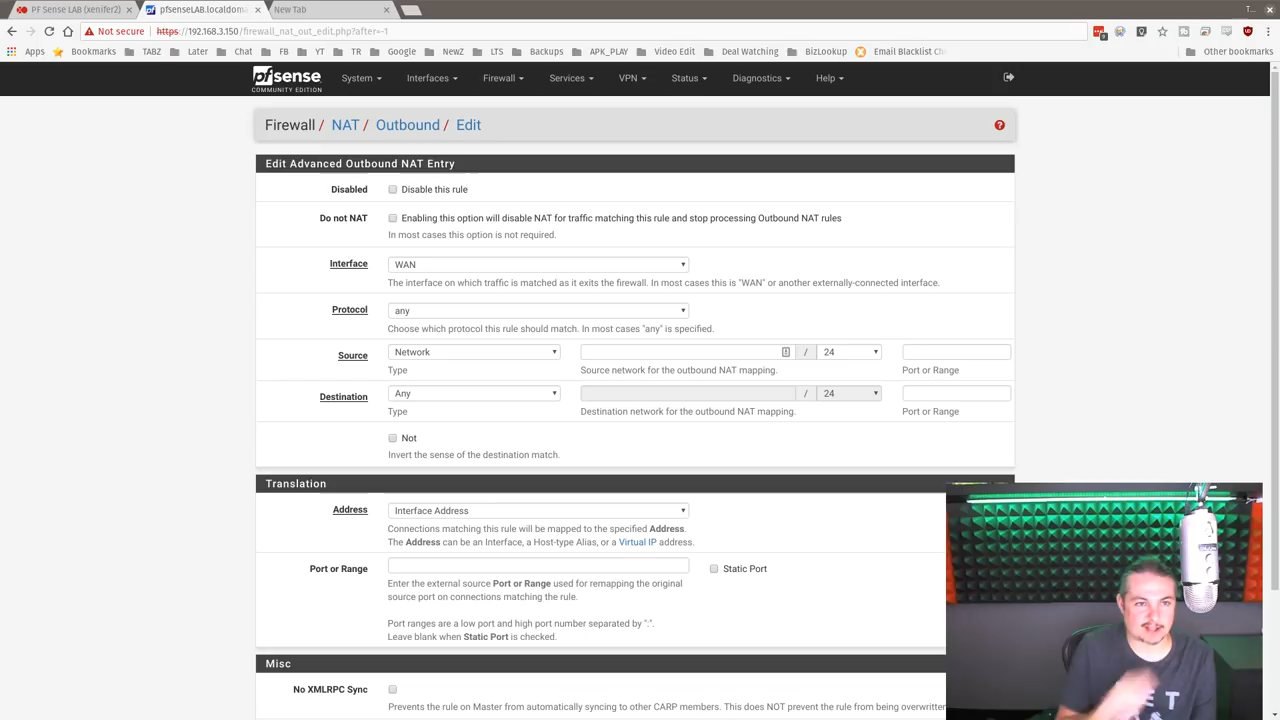 PF Sense LAB (xenifer2)
pfsenseLAB.localdoma
New Tab
T...
Not secure
https://192.168.3.150/firewall_nat_out_edit.php?after=-1
Apps
Bookmarks
TABZ
Later
Chat
FB
YT
TR
Google
NewZ
LTS
Backups
APK_PLAY
Video Edit
Deal Watching
BizLookup
Email Blacklist Che
Other bookmarks
pfsense
COMMUNITY EDITION
System
Interfaces
Firewall
Services
VPN
Status
Diagnostics
Help
Firewall / NAT / Outbound / Edit
Edit Advanced Outbound NAT Entry
Disabled
Disable this rule
Do not NAT
Enabling this option will disable NAT for traffic matching this rule and stop processing Outbound NAT rules
In most cases this option is not required.
Interface
WAN
The interface on which traffic is matched as it exits the firewall. In most cases this is "WAN" or another externally-connected interface.
Protocol
any
Choose which protocol this rule should match. In most cases "any" is specified.
Source
Network
/
24
Type
Source network for the outbound NAT mapping.
Port or Range
Destination
Any
/
24
Type
Destination network for the outbound NAT mapping.
Port or Range
Not
Invert the sense of the destination match.
Translation
Address
Interface Address
Connections matching this rule will be mapped to the specified Address.
The Address can be an Interface, a Host-type Alias, or a Virtual IP address.
Port or Range
Static Port
Enter the external source Port or Range used for remapping the original
source port on connections matching the rule.
Port ranges are a low port and high port number separated by ":".
Leave blank when Static Port is checked.
Misc
No XMLRPC Sync
Prevents the rule on Master from automatically syncing to other CARP members. This does NOT prevent the rule from being overwritten